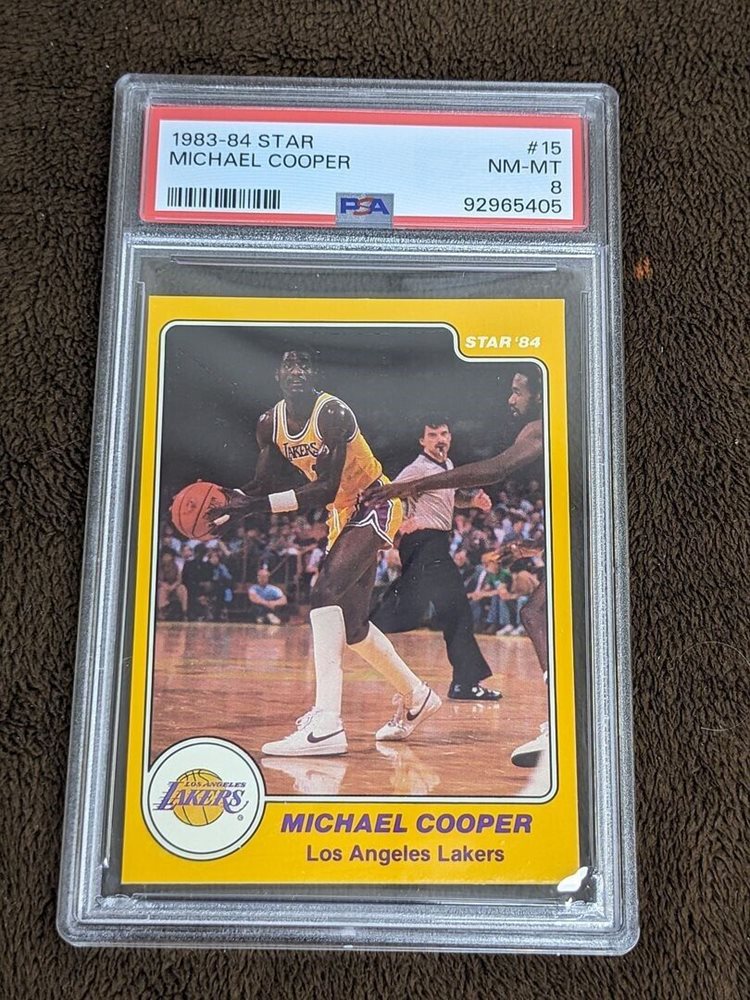 1983-84 STAR
#15
MICHAEL COOPER
NM-MT
8
PSA
92965405
STAR '84
LAKERS
LOS ANGELES
LAKERS
MICHAEL COOPER
Los Angeles Lakers